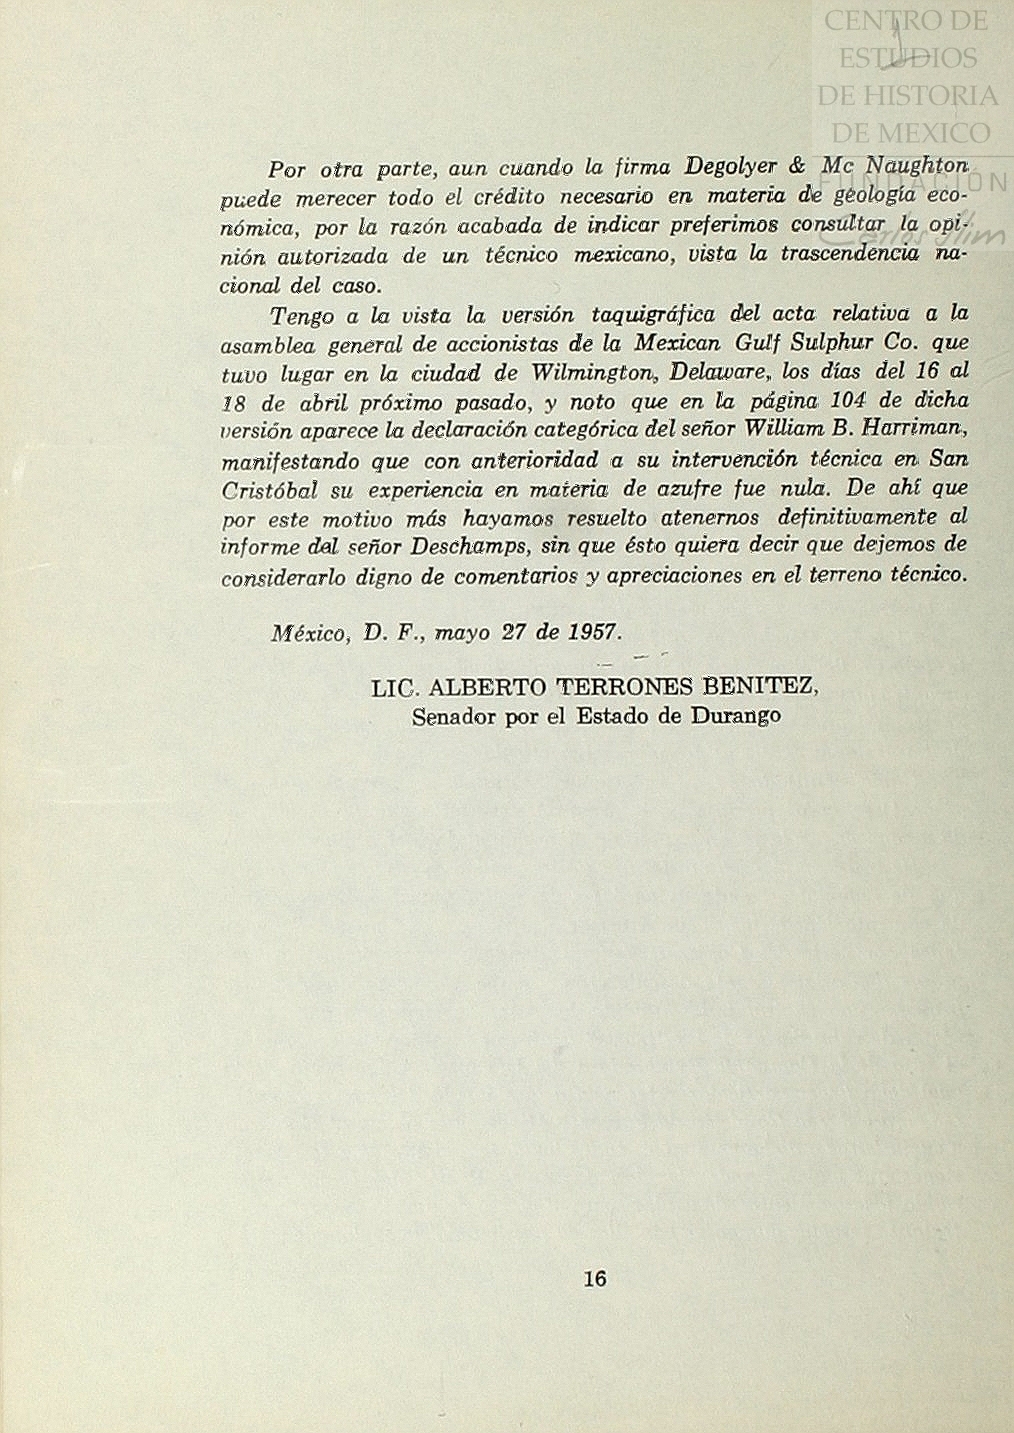 CENTRO DE
ESTUDIOS
DE HISTORIA
DE MEXICO
FUNDACIÓN
Carlos Slim
Por otra parte, aun cuando la firma Degolyer & Mc Naughton
puede merecer todo el crédito necesario en materia de geología eco-
nómica, por la razón acabada de indicar preferimos consultar la opi-
nión autorizada de un técnico mexicano, vista la trascendencia na-
cional del caso.
Tengo a la vista la versión taquigráfica del acta relativa a la
asamblea general de accionistas de la Mexican Gulf Sulphur Co. que
tuvo lugar en la ciudad de Wilmington, Delaware, los días del 16 al
18 de abril próximo pasado, y noto que en la página 104 de dicha
versión aparece la declaración categórica del señor William B. Harriman,
manifestando que con anterioridad a su intervención técnica en San
Cristóbal su experiencia en materia de azufre fue nula. De ahí que
por este motivo más hayamos resuelto atenernos definitivamente al
informe del señor Deschamps, sin que ésto quiera decir que dejemos de
considerarlo digno de comentarios y apreciaciones en el terreno técnico.
México, D. F., mayo 27 de 1957.
LIC. ALBERTO TERRONES BENITEZ,
Senador por el Estado de Durango
16